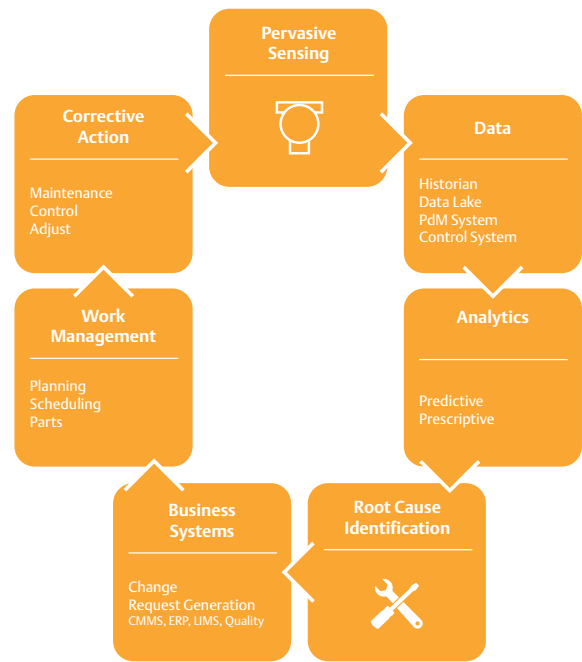 Pervasive
Sensing
Data
Historian
Data Lake
PdM System
Control System
Analytics
Predictive
Prescriptive
Root Cause
Identification
Business
Systems
Change
Request Generation
CMMS, ERP, LIMS, Quality
Work
Management
Planning
Scheduling
Parts
Corrective
Action
Maintenance
Control
Adjust